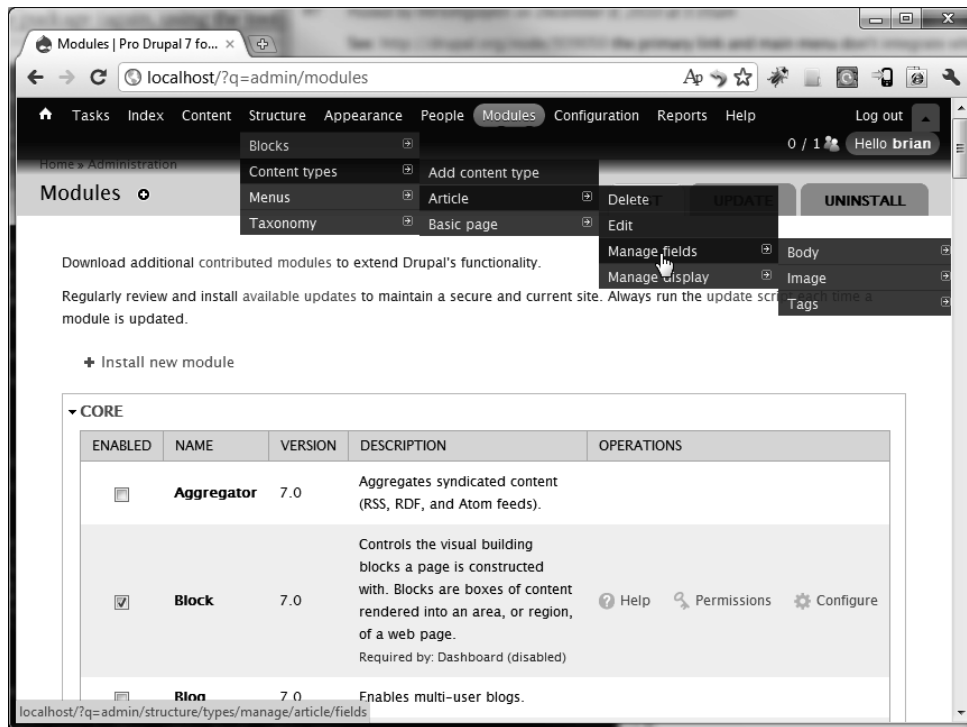 Modules | Pro Drupal 7 fo...
localhost/?q=admin/modules
Tasks Index Content Structure Appearance People Modules Configuration Reports Help Log out
0 / 1 Hello brian
Blocks
Home » Administration
Content types Add content type
Modules
Menus Article Delete UPDATE UNINSTALL
Taxonomy Basic page Edit
Manage fields Body
Download additional contributed modules to extend Drupal's functionality.
Manage display Image
Regularly review and install available updates to maintain a secure and current site. Always run the update script each time a
Tags
module is updated.
Install new module
CORE
ENABLED NAME VERSION DESCRIPTION OPERATIONS
Aggregator 7.0 Aggregates syndicated content
(RSS, RDF, and Atom feeds).
Controls the visual building
blocks a page is constructed
with. Blocks are boxes of content
Block 7.0 rendered into an area, or region, Help Permissions Configure
of a web page.
Required by: Dashboard (disabled)
Blog 7.0 Enables multi-user blogs.
localhost/?q=admin/structure/types/manage/article/fields